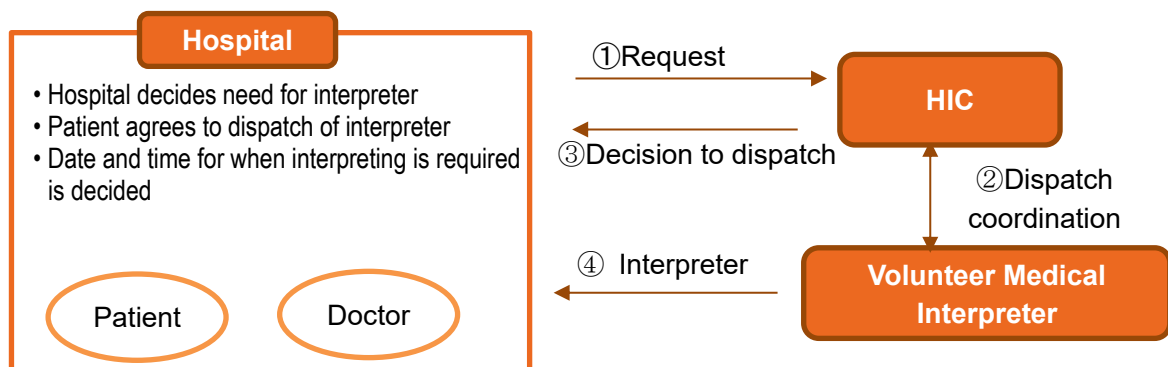 Hospital
• Hospital decides need for interpreter
• Patient agrees to dispatch of interpreter
• Date and time for when interpreting is required
is decided
Patient
Doctor
①Request
③Decision to dispatch
④ Interpreter
HIC
②Dispatch
coordination
Volunteer Medical
Interpreter